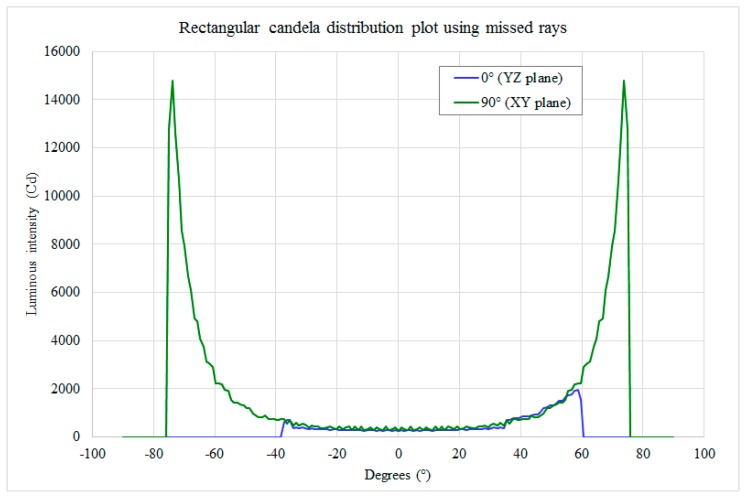 Rectangular candela distribution plot using missed rays
16000
14000
12000
10000
8000
6000
4000
2000
0
Luminous intensity (Cd)
0° (YZ plane)
90° (XY plane)
-100 -80 -60 -40 -20 0 20 40 60 80 100
Degrees (°)